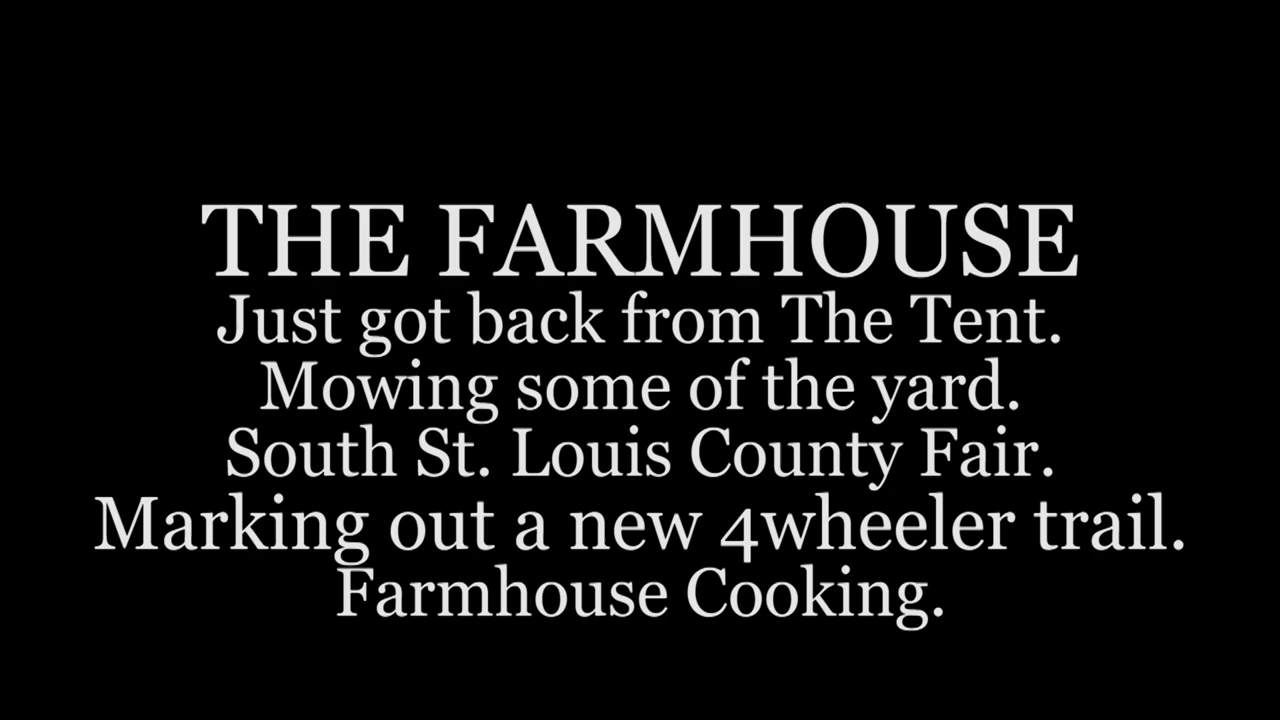 THE FARMHOUSE
Just got back from The Tent.
Mowing some of the yard.
South St. Louis County Fair.
Marking out a new 4wheeler trail.
Farmhouse Cooking.